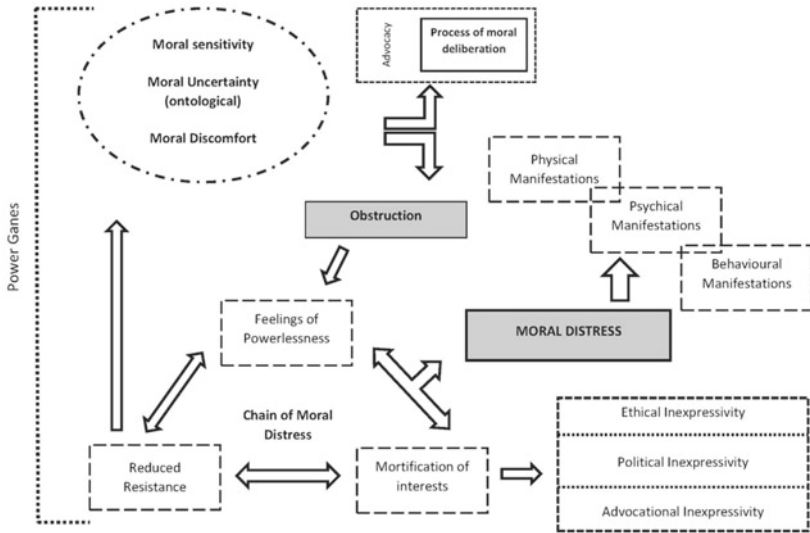 Power Ganes
Moral sensitivity
Moral Uncertainty
(ontological)
Moral Discomfort
Advocacy
Process of moral
deliberation
Physical
Manifestations
Psychical
Manifestations
Behavioural
Manifestations
Obstruction
Feelings of
Powerlessness
MORAL DISTRESS
Chain of Moral
Distress
Reduced
Resistance
Mortification of
interests
Ethical Inexpressivity
Political Inexpressivity
Advocational Inexpressivity